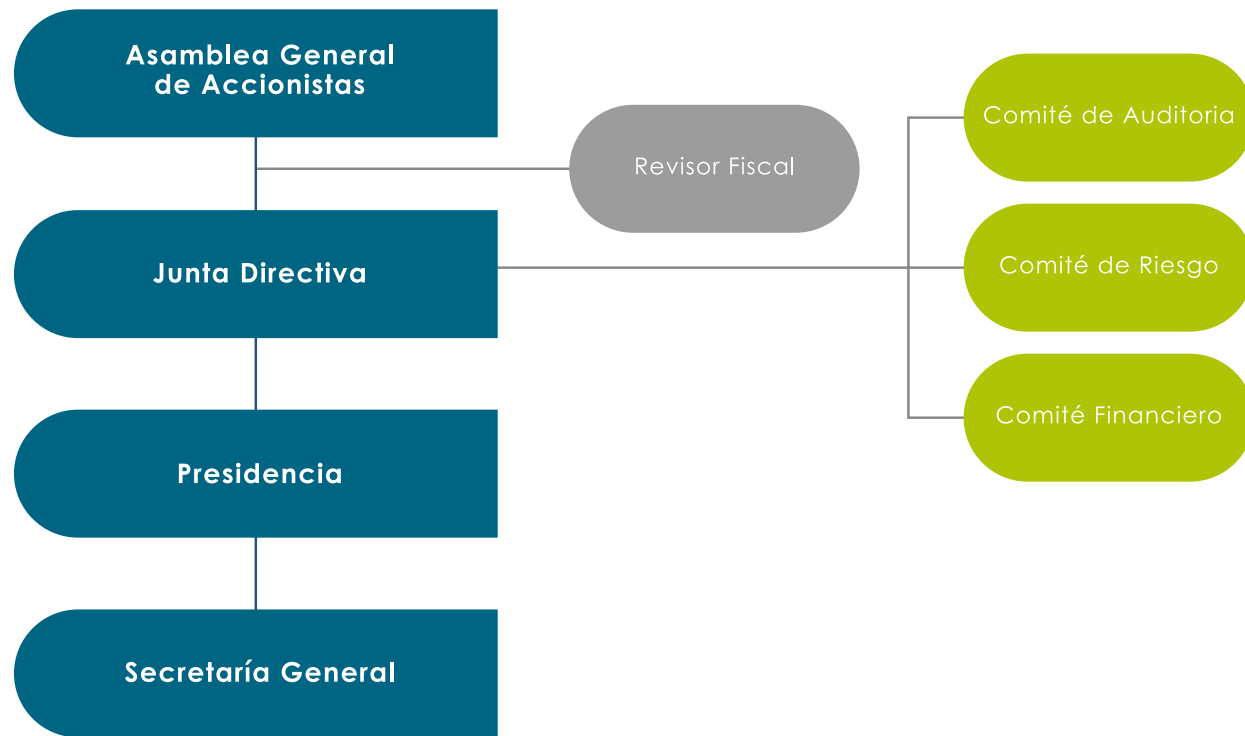 Asamblea General
de Accionistas
Revisor Fiscal
Junta Directiva
Presidencia
Secretaría General
Comité de Auditoria
Comité de Riesgo
Comité Financiero